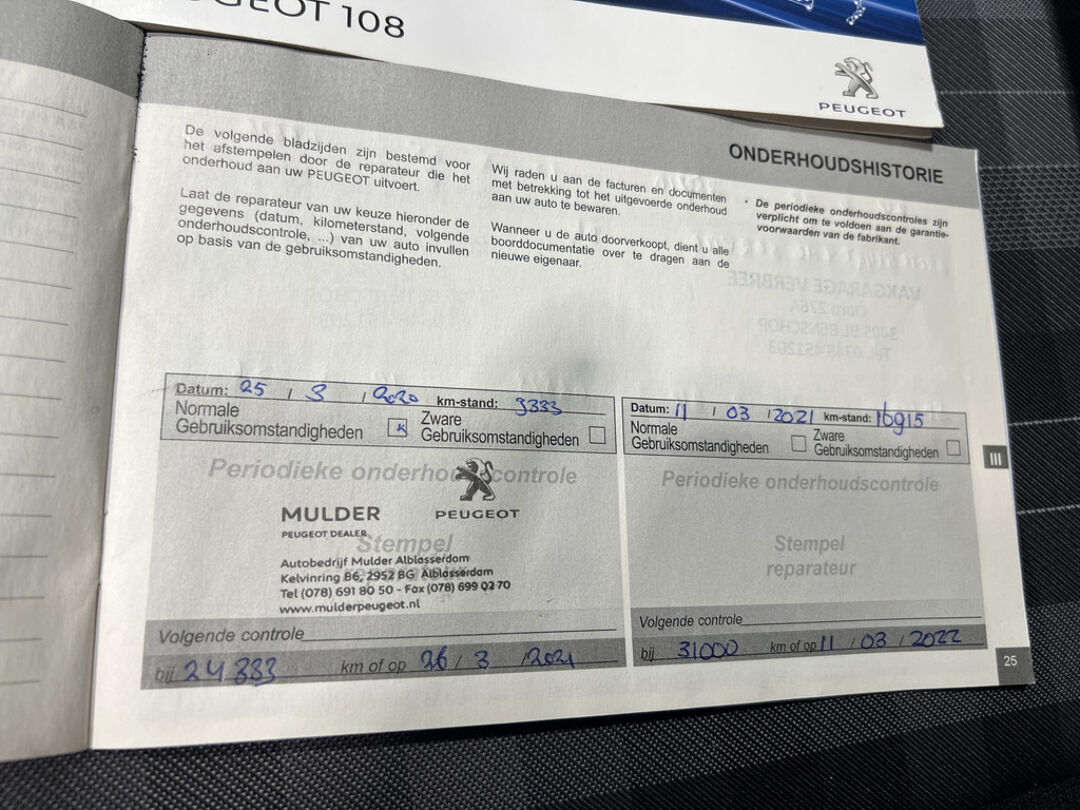 PEUGEOT 108
PEUGEOT
ONDERHOUDSHISTORIE
De volgende bladzijden zijn bestemd voor
het afstempelen door de reparateur die het
onderhoud aan uw PEUGEOT uitvoert.
Laat de reparateur van uw keuze hieronder de
gegevens (datum, kilometerstand, volgende
onderhoudscontrole, ...) van uw auto invullen
op basis van de gebruiksomstandigheden.
Wij raden u aan de facturen en documenten
met betrekking tot het uitgevoerde onderhoud
aan uw auto te bewaren.
Wanneer u de auto doorverkoopt, dient u alle
boorddocumentatie over te dragen aan de
nieuwe eigenaar.
* De periodieke onderhoudscontroles zijn
verplicht om te voldoen aan de garantie-
voorwaarden van de fabrikant.
Datum: 25 / 3 / 2020 km-stand: 9333
Normale
Gebruiksomstandigheden
Zware
Gebruiksomstandigheden
Periodieke onderhoudscontrole
MULDER
PEUGEOT DEALER
PEUGEOT
Stempel
reparateur
Autobedrijf Mulder Alblasserdam
Kelvinring 86, 2952 BG Alblasserdam
Tel (078) 691 80 50 - Fax (078) 699 02 70
www.mulderpeugeot.nl
Volgende controle
bij 24333 km of op 26 / 3 / 2021
Datum: 11 / 03 / 2021 km-stand: 16915
Normale
Gebruiksomstandigheden
Zware
Gebruiksomstandigheden
Periodieke onderhoudscontrole
Stempel
reparateur
Volgende controle
bij 31000 km of op 11 / 03 / 2022
III
25